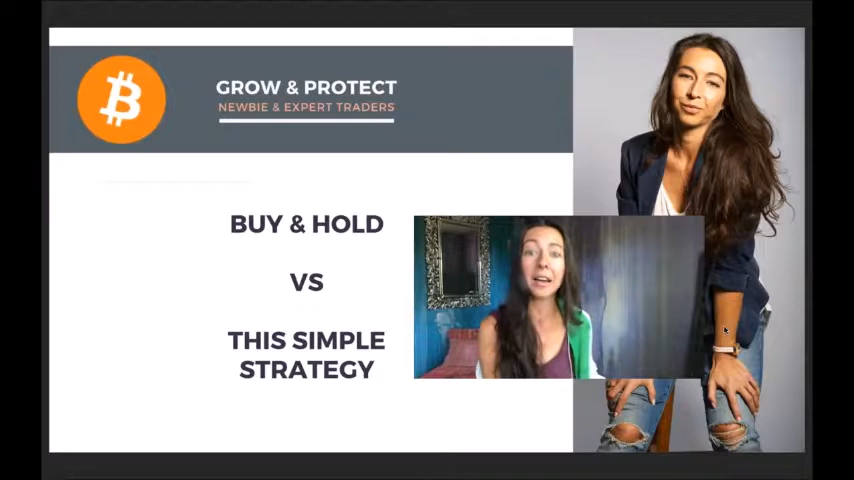 GROW & PROTECT
NEWBIE & EXPERT TRADERS
BUY & HOLD
VS
THIS SIMPLE
STRATEGY